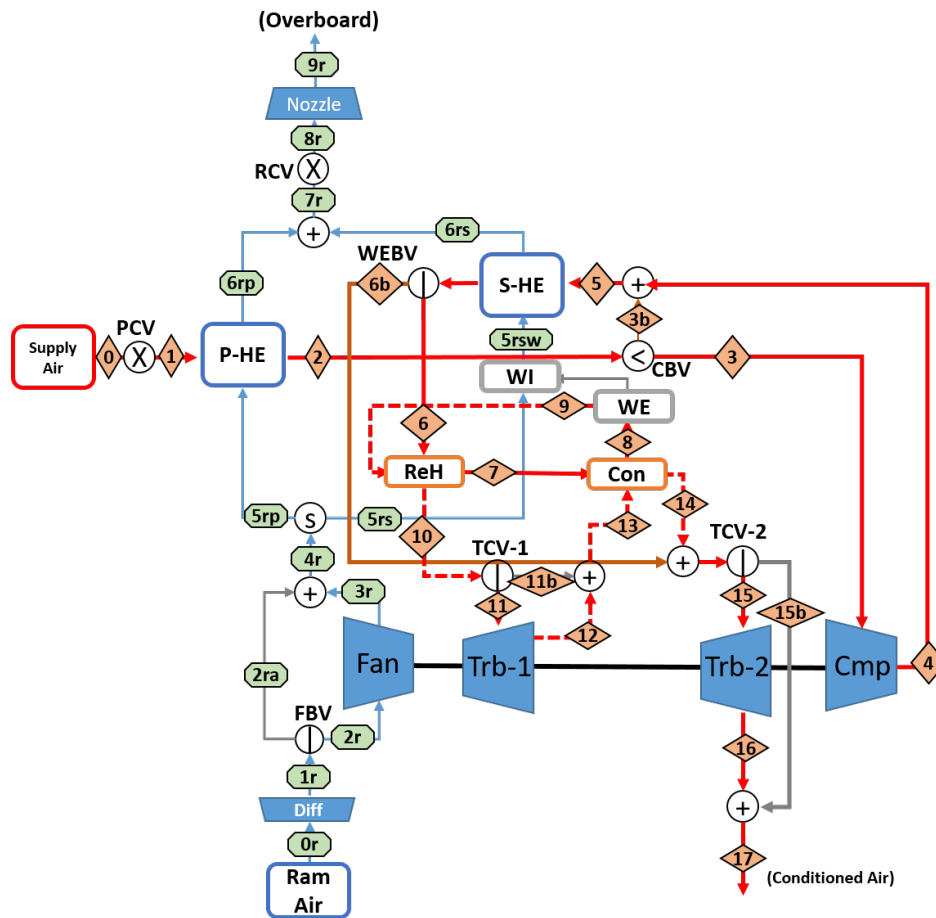 (Overboard)
9r
Nozzle
8r
RCV
X
7r
+
6rs
WEBV
6b
|
S-HE
5
+
6rp
3b
PCV
Supply
Air
0
X
1
P-HE
2
<
CBV
3
5rsw
WI
WE
9
6
8
ReH
7
Con
14
5rp
S
5rs
10
13
TCV-2
4r
TCV-1
+
|
3r
+
|
11b
+
11
15
15b
12
Fan
Trb-1
Trb-2
Cmp
4
2ra
FBV
|
2r
16
1r
Diff
+
0r
17
(Conditioned Air)
Ram
Air